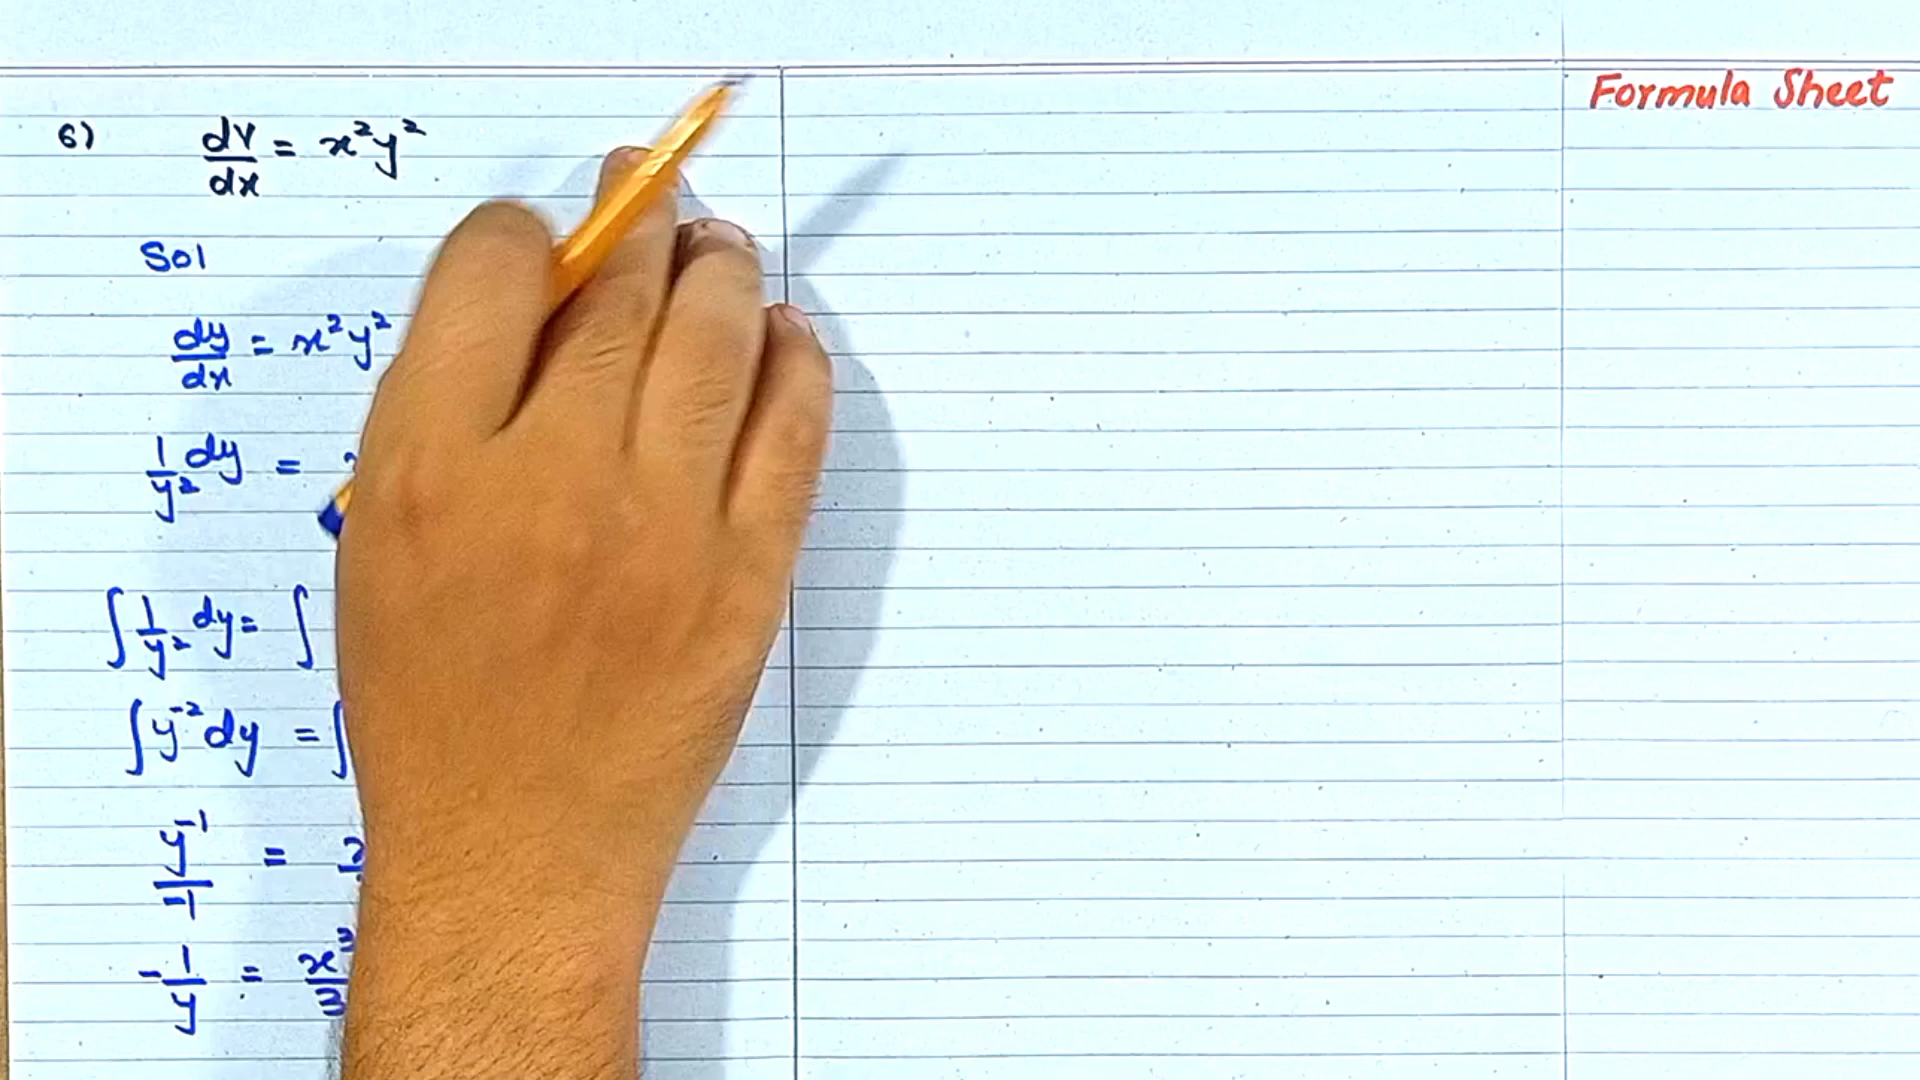 6) dy/dx = x²y²
Sol
dy/dx = x²y²
1/y² dy =
∫ 1/y² dy = ∫
∫ y⁻² dy = ∫
y⁻¹/-1 =
-1/y = x³/3
Formula Sheet